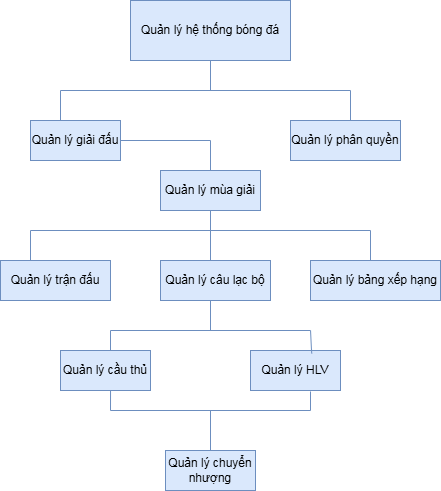 Quản lý hệ thống bóng đá
Quản lý giải đấu
Quản lý phân quyền
Quản lý mùa giải
Quản lý trận đấu
Quản lý câu lạc bộ
Quản lý bảng xếp hạng
Quản lý cầu thủ
Quản lý HLV
Quản lý chuyển
nhượng